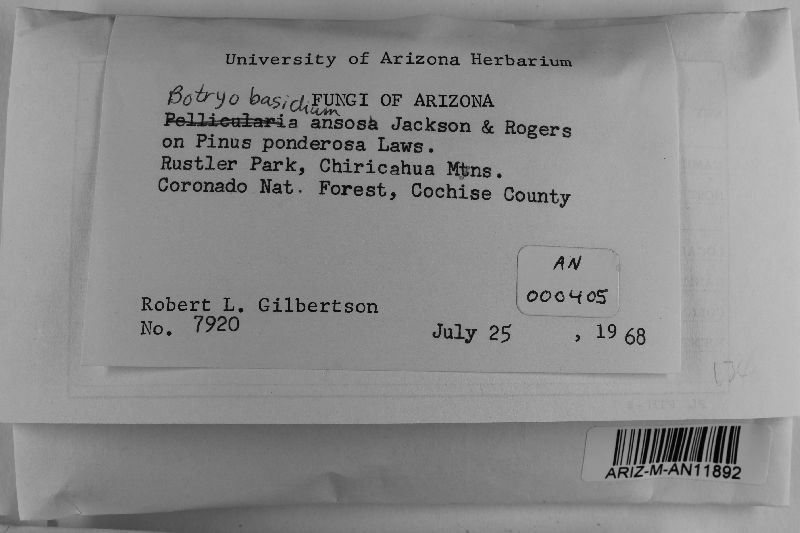 University of Arizona Herbarium
Botryobasidium FUNGI OF ARIZONA
Pellicularia ansosa Jackson & Rogers
on Pinus ponderosa Laws.
Rustler Park, Chiricahua Mtns.
Coronado Nat. Forest, Cochise County
AN
000405
Robert L. Gilbertson
No. 7920
July 25 , 1968
ARIZ-M-AN11892